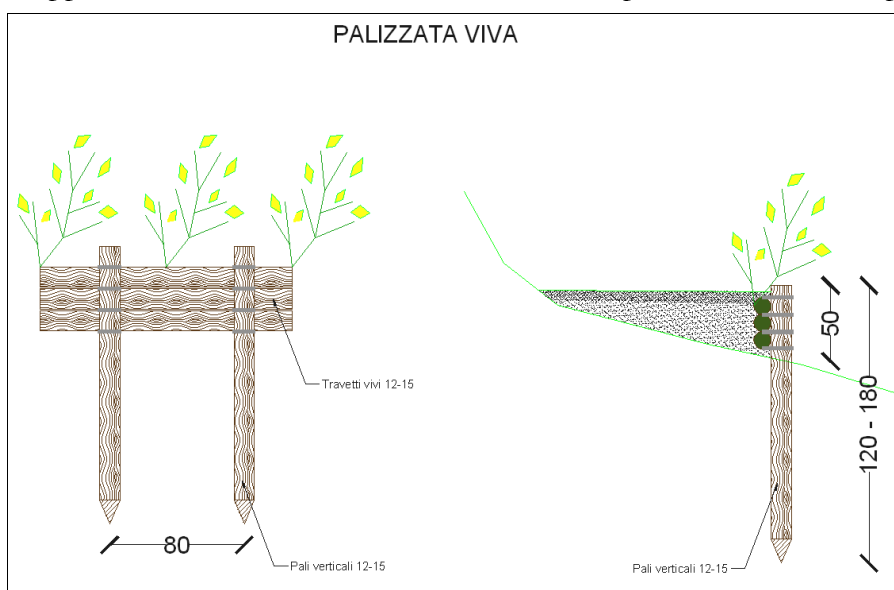 PALIZZATA VIVA
Travetti vivi 12-15
80
Pali verticali 12-15
50
120 - 180
Pali verticali 12-15